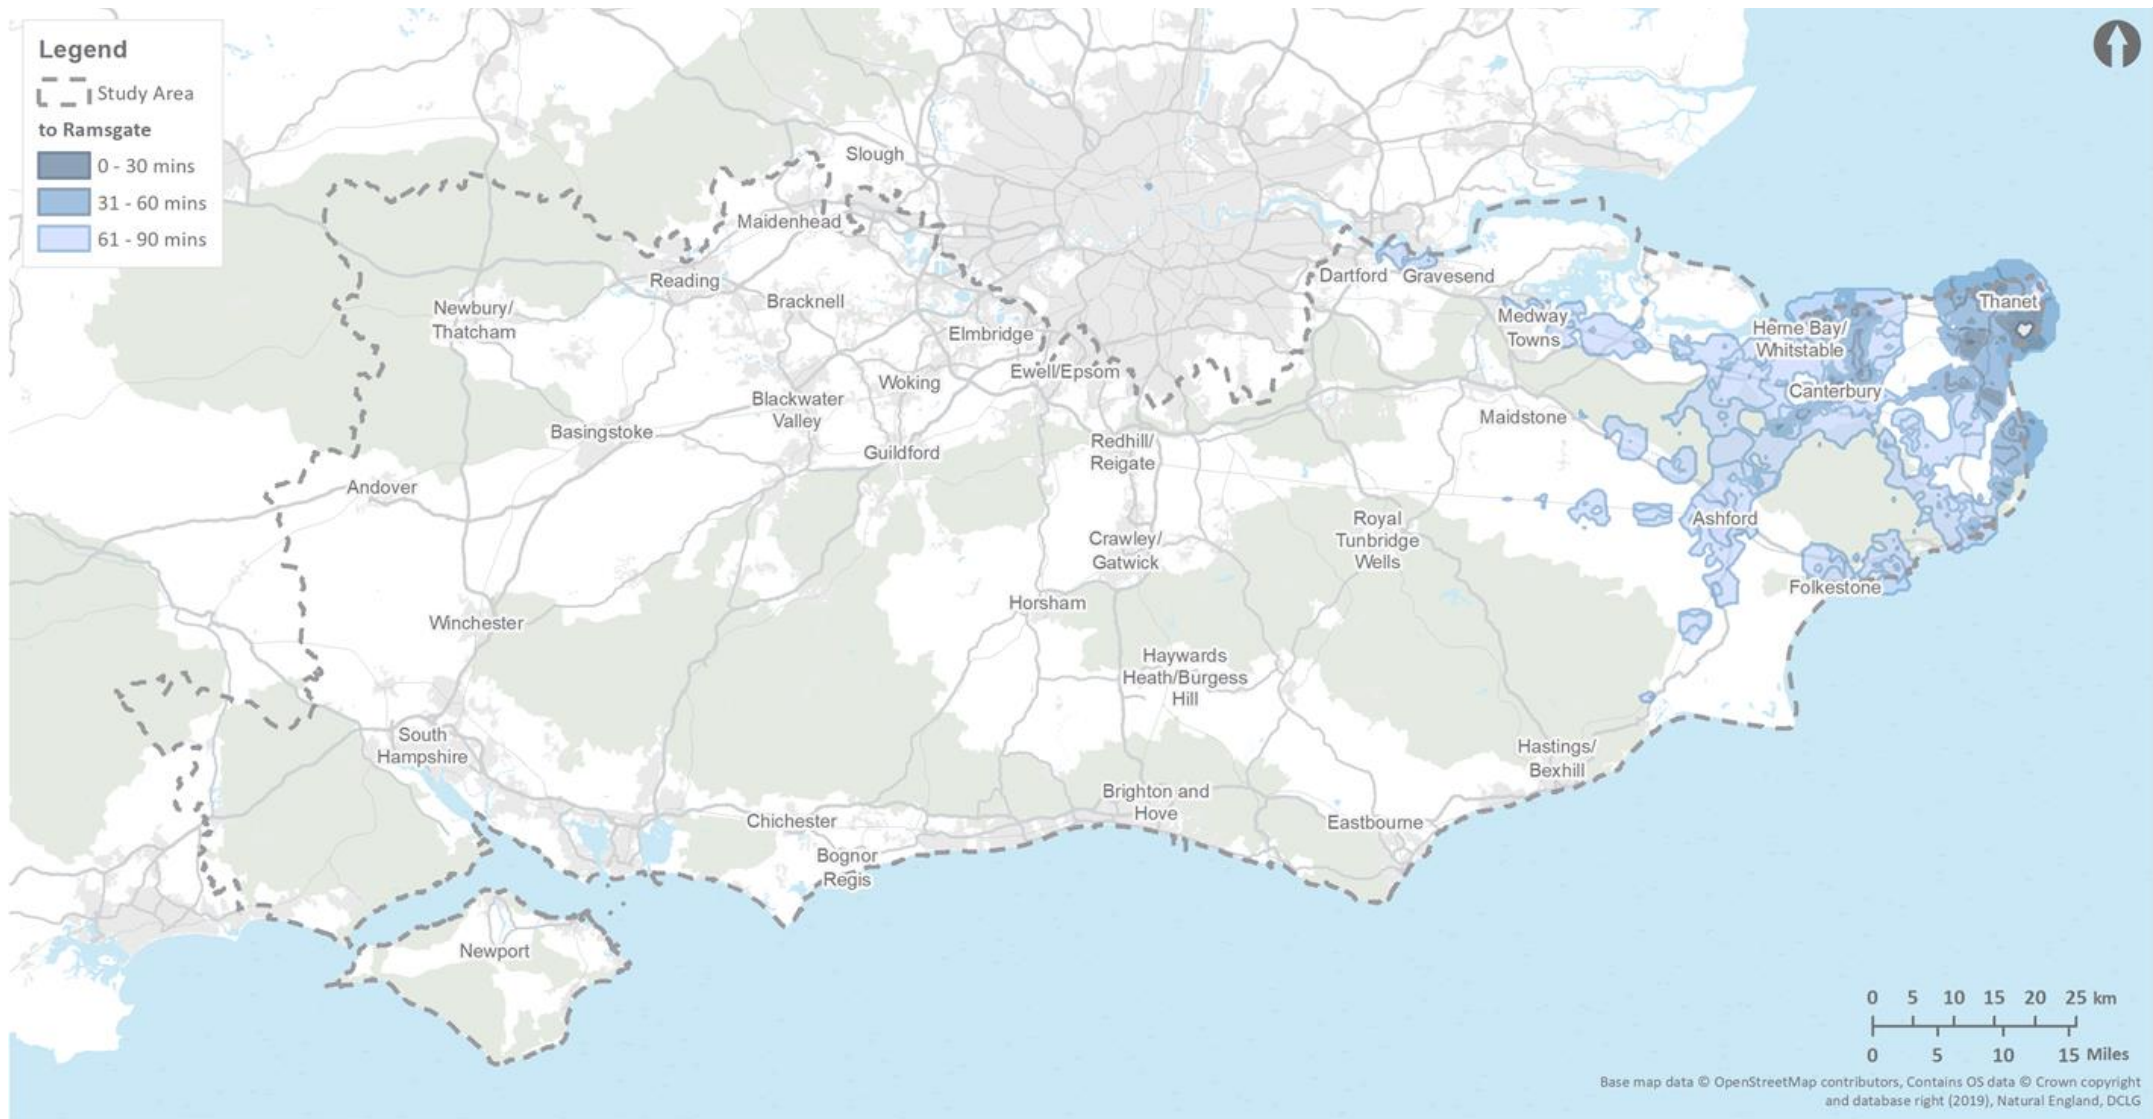 Legend
Study Area
to Ramsgate
0 - 30 mins
31 - 60 mins
61 - 90 mins
Slough
Maidenhead
Reading
Bracknell
Newbury/
Thatcham
Elmbridge
Dartford
Gravesend
Medway
Towns
Thanet
Herne Bay/
Whitstable
Ewell/Epsom
Woking
Blackwater
Valley
Canterbury
Basingstoke
Maidstone
Guildford
Redhill/
Reigate
Andover
Royal
Tunbridge
Wells
Ashford
Crawley/
Gatwick
Folkestone
Horsham
Winchester
Haywards
Heath/Burgess
Hill
South
Hampshire
Hastings/
Bexhill
Brighton and
Hove
Chichester
Eastbourne
Bognor
Regis
Newport
0 5 10 15 20 25 km
0 5 10 15 Miles
Base map data © OpenStreetMap contributors, Contains OS data © Crown copyright
and database right (2019), Natural England, DCLG